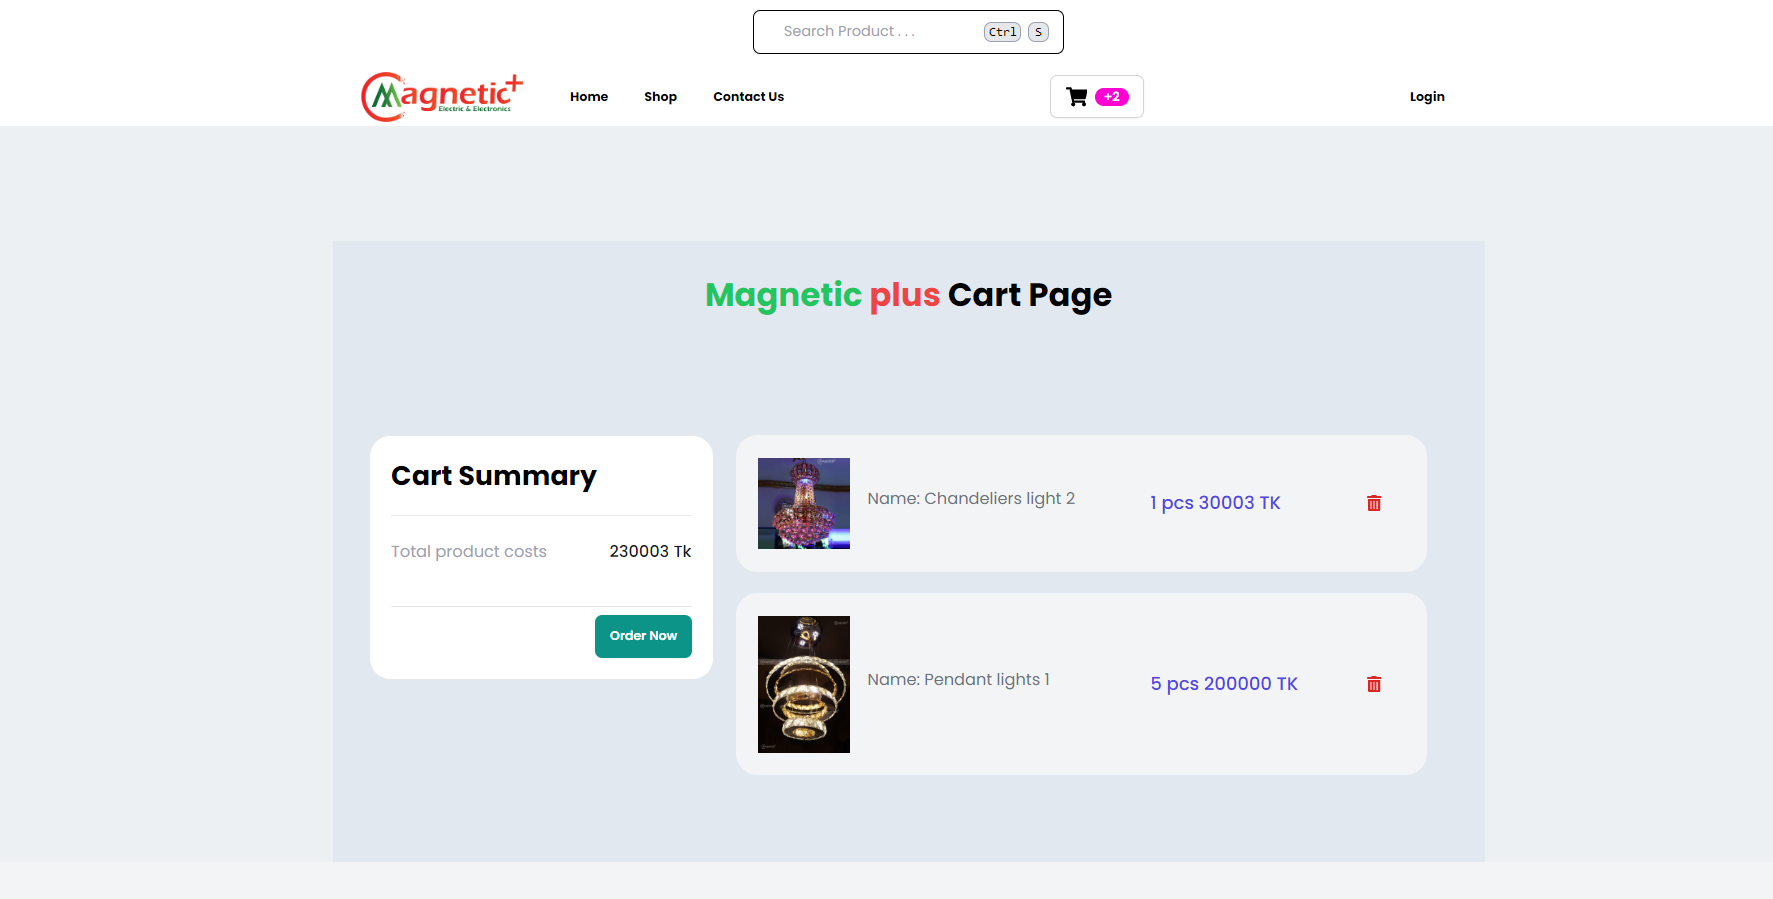 Search Product . . .
Ctrl
S
Magnetic+
Electric & Electronics
Home
Shop
Contact Us
+2
Login
Magnetic plus Cart Page
Cart Summary
Total product costs
230003 Tk
Order Now
Name: Chandeliers light 2
1 pcs 30003 TK
Name: Pendant lights 1
5 pcs 200000 TK